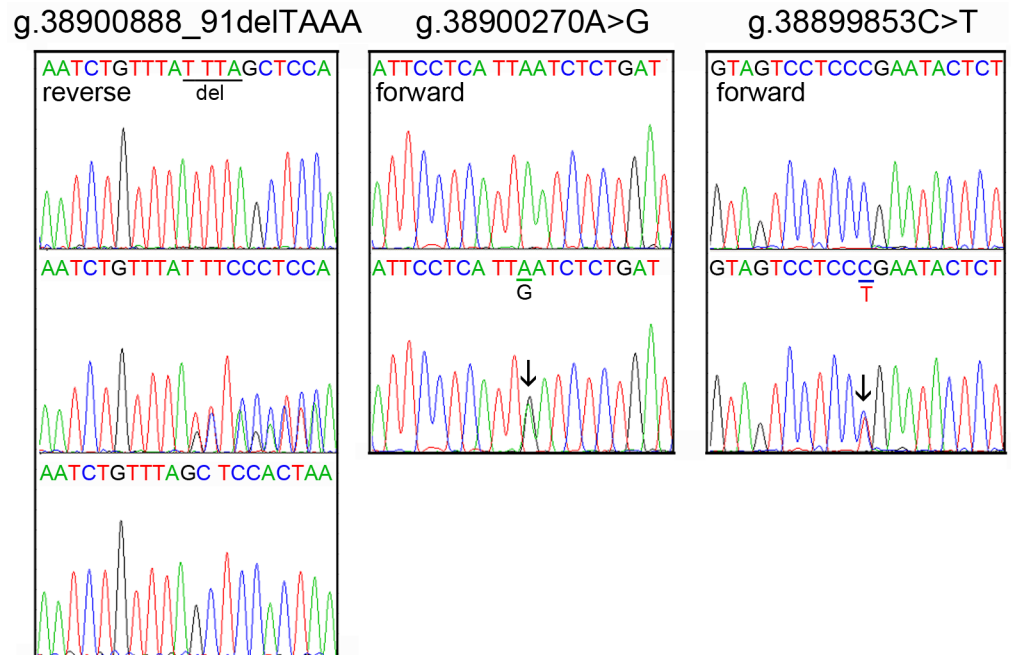 g.38900888_91delTAAA
AATCTGTTTAT TTAGCTCCA
reverse
del
AATCTGTTTAT TTCCCTCCA
AATCTGTTTAGC TCCACTAA
g.38900270A>G
ATTCCTCA TTAATCTCTGAT
forward
ATTCCTCA TTAATCTCTGAT
G
g.38899853C>T
GTAGTCCTCCCGAATACTCT
forward
GTAGTCCTCCCGAATACTCT
T